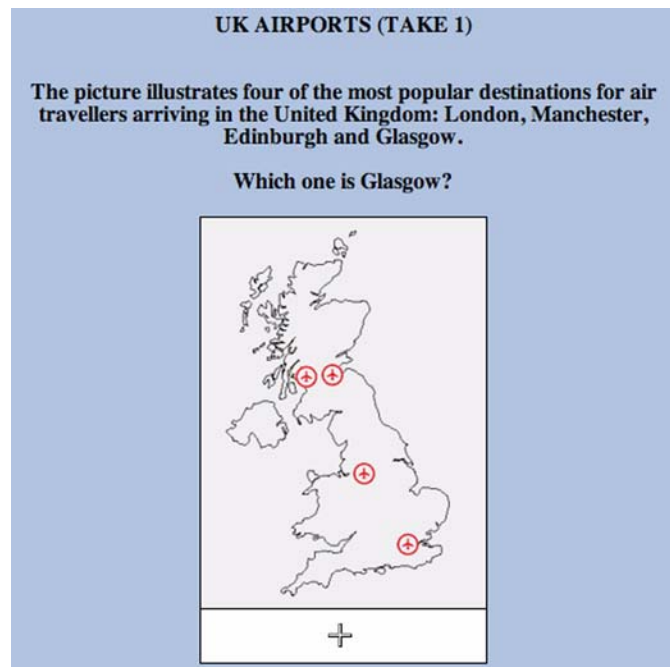 UK AIRPORTS (TAKE 1)
The picture illustrates four of the most popular destinations for air
travellers arriving in the United Kingdom: London, Manchester,
Edinburgh and Glasgow.
Which one is Glasgow?